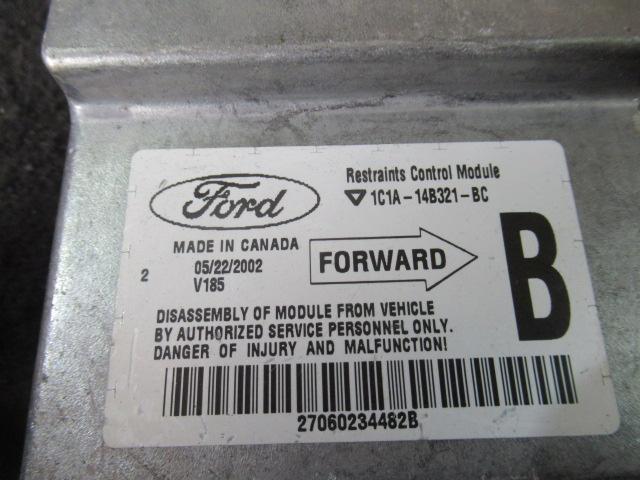 Ford
Restraints Control Module
1C1A-14B321-BC
MADE IN CANADA
05/22/2002
2
V185
FORWARD
B
DISASSEMBLY OF MODULE FROM VEHICLE
BY AUTHORIZED SERVICE PERSONNEL ONLY.
DANGER OF INJURY AND MALFUNCTION!
27060234482B